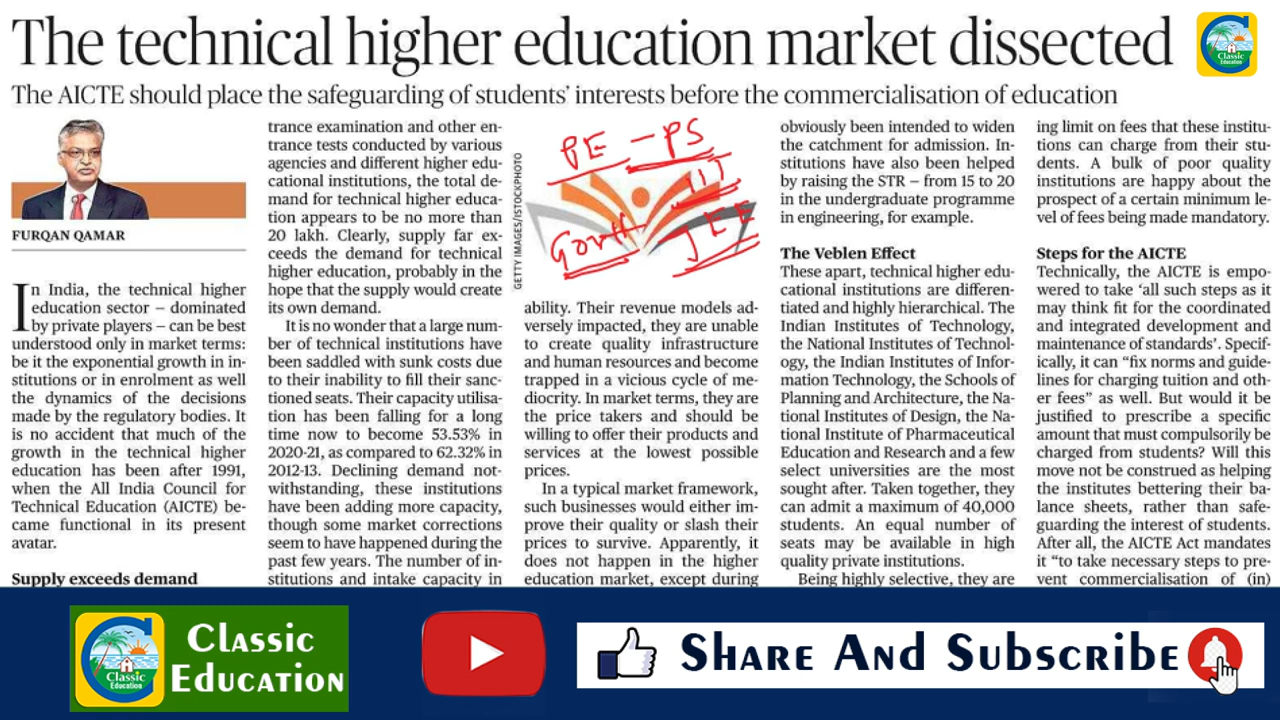 The technical higher education market dissected
Classic
Education
The AICTE should place the safeguarding of students' interests before the commercialisation of education
FURQAN QAMAR
In India, the technical higher
education sector – dominated
by private players – can be best
understood only in market terms:
be it the exponential growth in in-
stitutions or in enrolment as well
the dynamics of the decisions
made by the regulatory bodies. It
is no accident that much of the
growth in the technical higher
education has been after 1991,
when the All India Council for
Technical Education (AICTE) be-
came functional in its present
avatar.
Supply exceeds demand
trance examination and other en-
trance tests conducted by various
agencies and different higher edu-
cational institutions, the total de-
mand for technical higher educa-
tion appears to be no more than
20 lakh. Clearly, supply far ex-
ceeds the demand for technical
higher education, probably in the
hope that the supply would create
its own demand.
It is no wonder that a large num-
ber of technical institutions have
been saddled with sunk costs due
to their inability to fill their sanc-
tioned seats. Their capacity utilisa-
tion has been falling for a long
time now to become 53.53% in
2020-21, as compared to 62.32% in
2012-13. Declining demand not-
withstanding, these institutions
have been adding more capacity,
though some market corrections
seem to have happened during the
past few years. The number of in-
stitutions and intake capacity in
GETTY IMAGES/ISTOCKPHOTO
PE - PS
IIT
Govt
JEE
ability. Their revenue models ad-
versely impacted, they are unable
to create quality infrastructure
and human resources and become
trapped in a vicious cycle of me-
diocrity. In market terms, they are
the price takers and should be
willing to offer their products and
services at the lowest possible
prices.
In a typical market framework,
such businesses would either im-
prove their quality or slash their
prices to survive. Apparently, it
does not happen in the higher
education market, except during
obviously been intended to widen
the catchment for admission. In-
stitutions have also been helped
by raising the STR – from 15 to 20
in the undergraduate programme
in engineering, for example.
The Veblen Effect
These apart, technical higher edu-
cational institutions are differen-
tiated and highly hierarchical. The
Indian Institutes of Technology,
the National Institutes of Technol-
ogy, the Indian Institutes of Infor-
mation Technology, the Schools of
Planning and Architecture, the Na-
tional Institutes of Design, the Na-
tional Institute of Pharmaceutical
Education and Research and a few
select universities are the most
sought after. Taken together, they
can admit a maximum of 40,000
students. An equal number of
seats may be available in high
quality private institutions.
Being highly selective, they are
ing limit on fees that these institu-
tions can charge from their stu-
dents. A bulk of poor quality
institutions are happy about the
prospect of a certain minimum le-
vel of fees being made mandatory.
Steps for the AICTE
Technically, the AICTE is empo-
wered to take 'all such steps as it
may think fit for the coordinated
and integrated development and
maintenance of standards'. Specif-
ically, it can "fix norms and guide-
lines for charging tuition and oth-
er fees" as well. But would it be
justified to prescribe a specific
amount that must compulsorily be
charged from students? Will this
move not be construed as helping
the institutes bettering their ba-
lance sheets, rather than safe-
guarding the interest of students.
After all, the AICTE Act mandates
it "to take necessary steps to pre-
vent commercialisation of (in)
Classic
Education
Classic
Education
Share And Subscribe